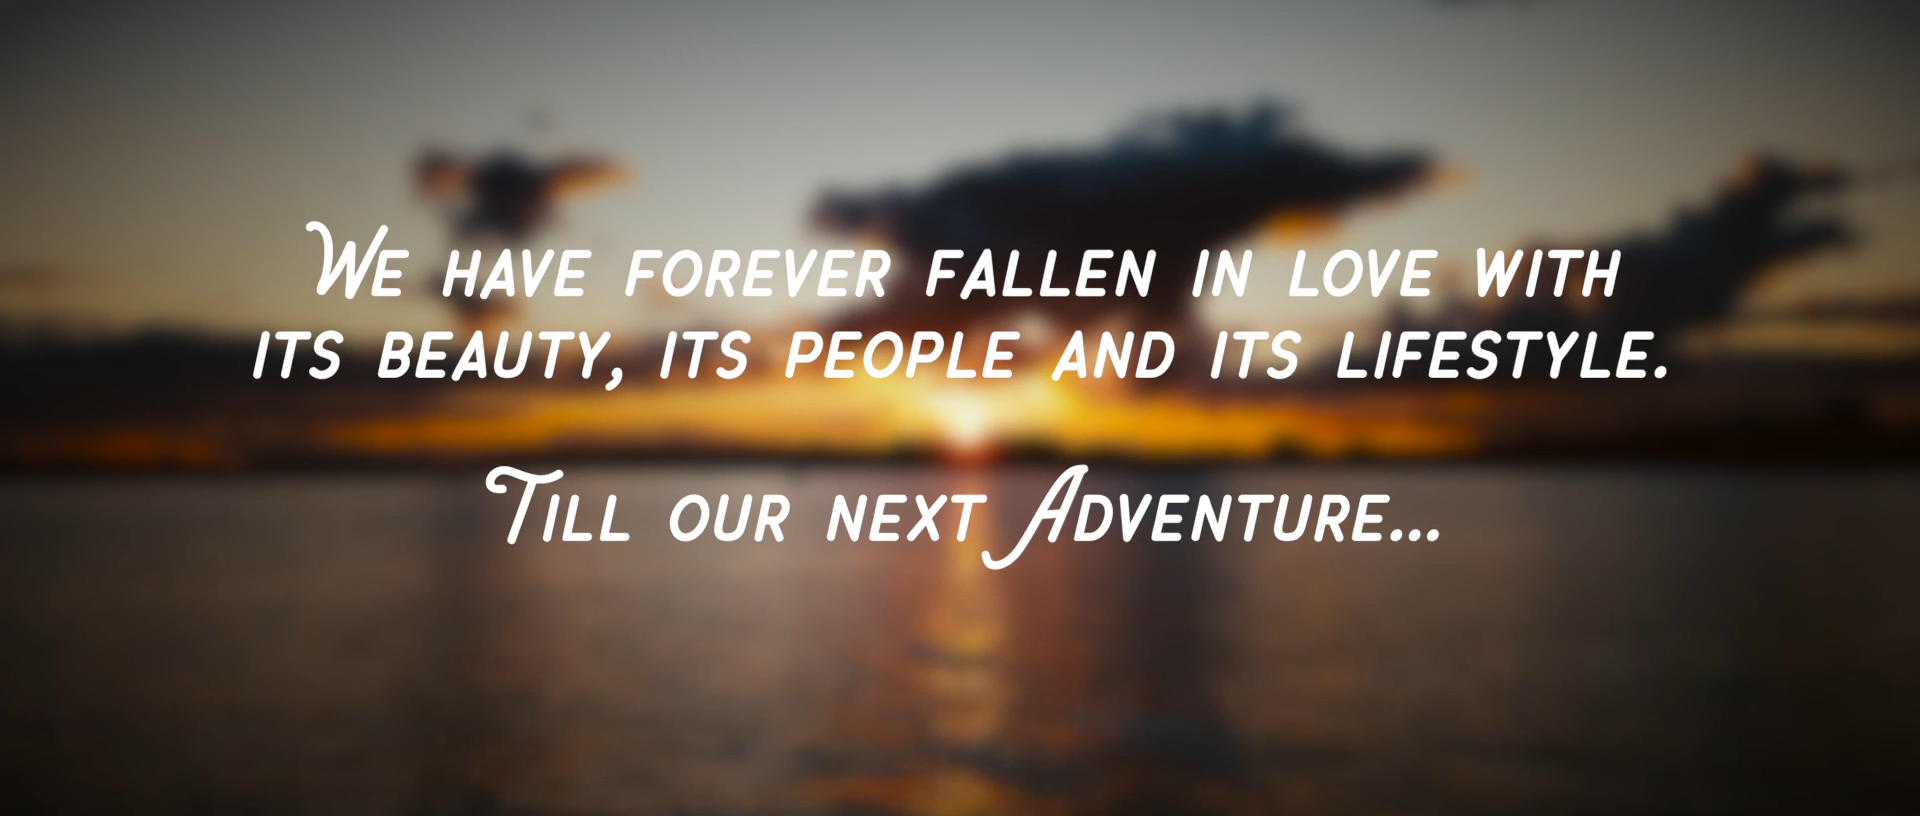 We have forever fallen in love with
its beauty, its people and its lifestyle.
Till our next Adventure...